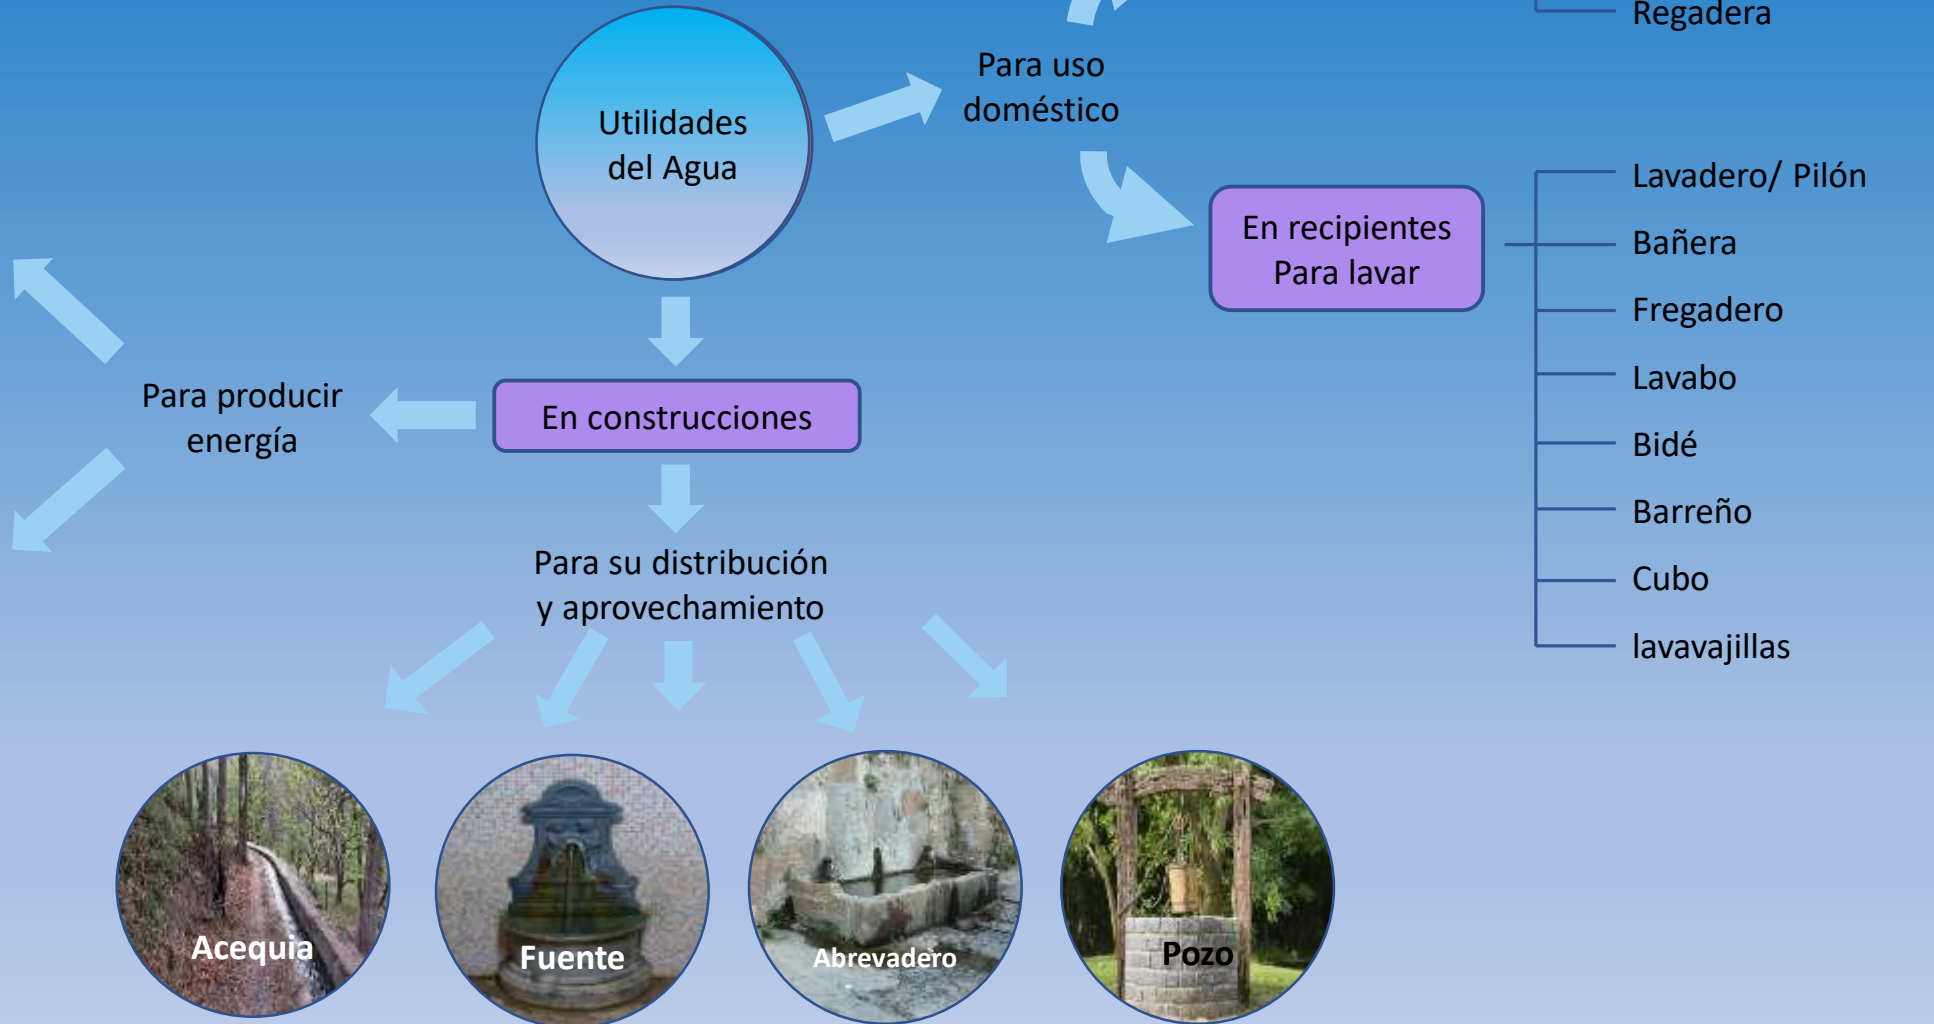 Regadera
Para uso
doméstico
Utilidades
del Agua
En recipientes
Para lavar
Lavadero/ Pilón
Bañera
Fregadero
Lavabo
Bidé
Barreño
Cubo
lavavajillas
En construcciones
Para producir
energía
Para su distribución
y aprovechamiento
Acequia
Fuente
Abrevadero
Pozo